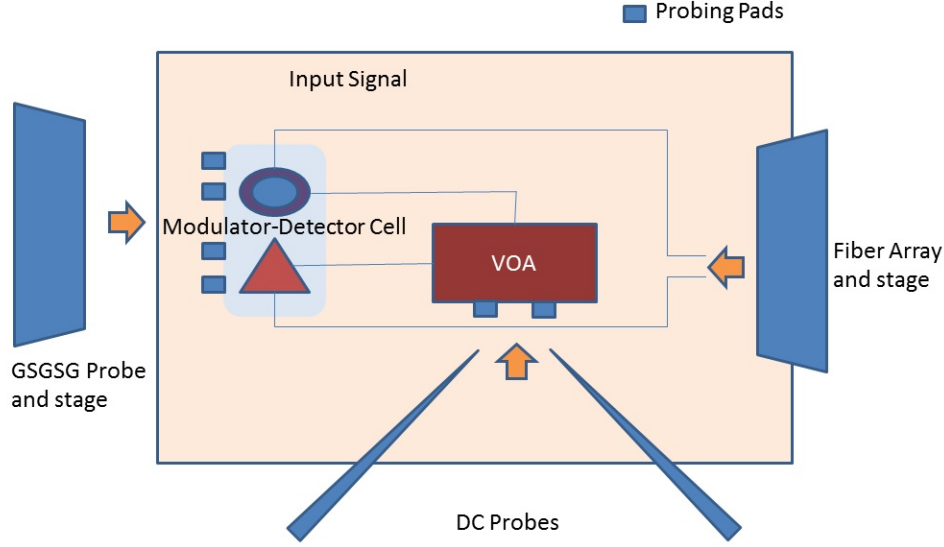 Probing Pads
Input Signal
Modulator-Detector Cell
VOA
Fiber Array
and stage
GSGSG Probe
and stage
DC Probes